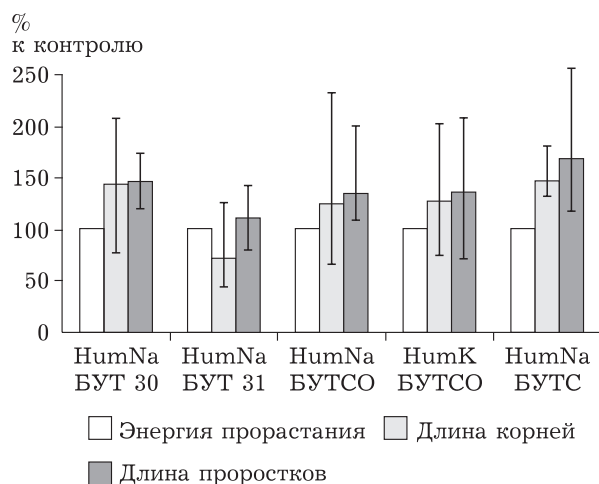 %
к контролю
250
200
150
100
50
0
HumNa HumNa HumNa HumK HumNa
БУТ 30 БУТ 31 БУТСО БУТСО БУТС
Энергия прорастания Длина корней
Длина проростков